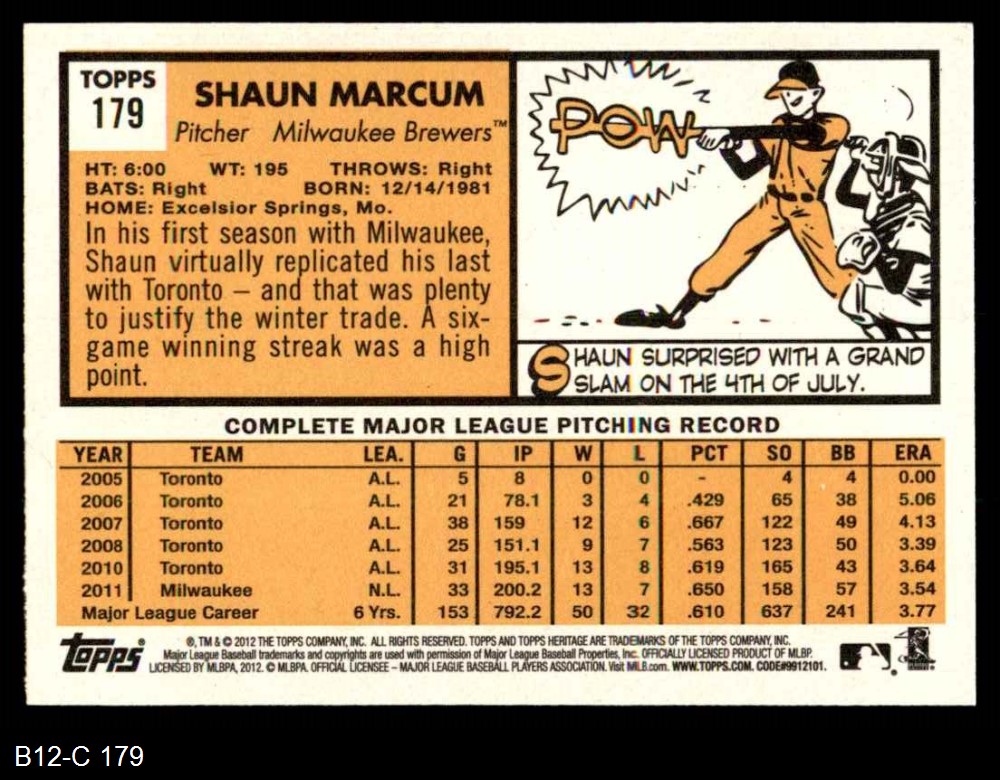 TOPPS
179
SHAUN MARCUM
Pitcher Milwaukee Brewers™
HT: 6:00 WT: 195 THROWS: Right
BATS: Right BORN: 12/14/1981
HOME: Excelsior Springs, Mo.
In his first season with Milwaukee,
Shaun virtually replicated his last
with Toronto – and that was plenty
to justify the winter trade. A six-
game winning streak was a high
point.
POW
SHAUN SURPRISED WITH A GRAND
SLAM ON THE 4TH OF JULY.
COMPLETE MAJOR LEAGUE PITCHING RECORD
YEAR TEAM LEA. G IP W L PCT SO BB ERA
2005 Toronto A.L. 5 8 0 0 - 4 4 0.00
2006 Toronto A.L. 21 78.1 3 4 .429 65 38 5.06
2007 Toronto A.L. 38 159 12 6 .667 122 49 4.13
2008 Toronto A.L. 25 151.1 9 7 .563 123 50 3.39
2010 Toronto A.L. 31 195.1 13 8 .619 165 43 3.64
2011 Milwaukee N.L. 33 200.2 13 7 .650 158 57 3.54
Major League Career 6 Yrs. 153 792.2 50 32 .610 637 241 3.77
Topps®
®, TM & © 2012 THE TOPPS COMPANY, INC. ALL RIGHTS RESERVED. TOPPS AND TOPPS HERITAGE ARE TRADEMARKS OF THE TOPPS COMPANY, INC.
Major League Baseball trademarks and copyrights are used with permission of Major League Baseball Properties, Inc. OFFICIALLY LICENSED PRODUCT OF MLBP.
LICENSED BY MLBPA, 2012. © MLBPA. OFFICIAL LICENSEE – MAJOR LEAGUE BASEBALL PLAYERS ASSOCIATION. Visit MLB.com. WWW.TOPPS.COM. CODE#9912101.
B12-C 179